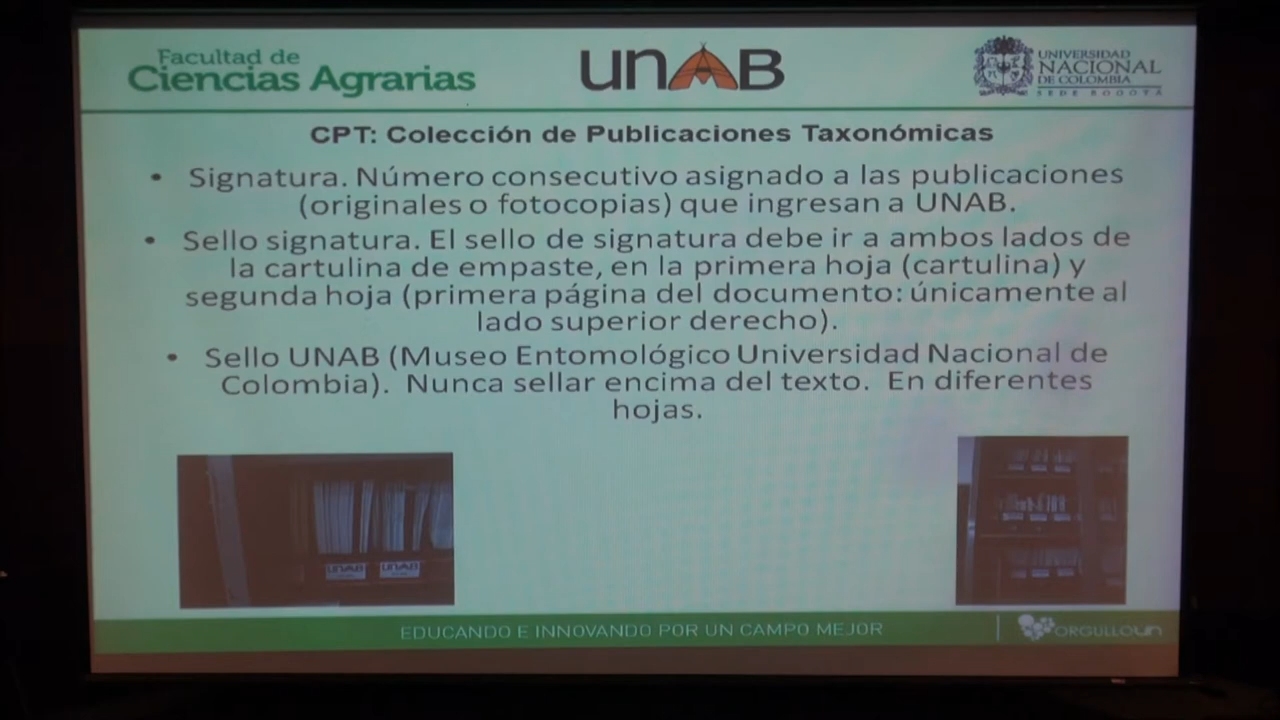 Facultad de
Ciencias Agrarias
UNAB
UNIVERSIDAD
NACIONAL
DE COLOMBIA
SEDE BOGOTÁ
CPT: Colección de Publicaciones Taxonómicas
• Signatura. Número consecutivo asignado a las publicaciones
(originales o fotocopias) que ingresan a UNAB.
• Sello signatura. El sello de signatura debe ir a ambos lados de
la cartulina de empaste, en la primera hoja (cartulina) y
segunda hoja (primera página del documento: únicamente al
lado superior derecho).
• Sello UNAB (Museo Entomológico Universidad Nacional de
Colombia). Nunca sellar encima del texto. En diferentes
hojas.
UNAB
UNAB
EDUCANDO E INNOVANDO POR UN CAMPO MEJOR
ORGULLOUN